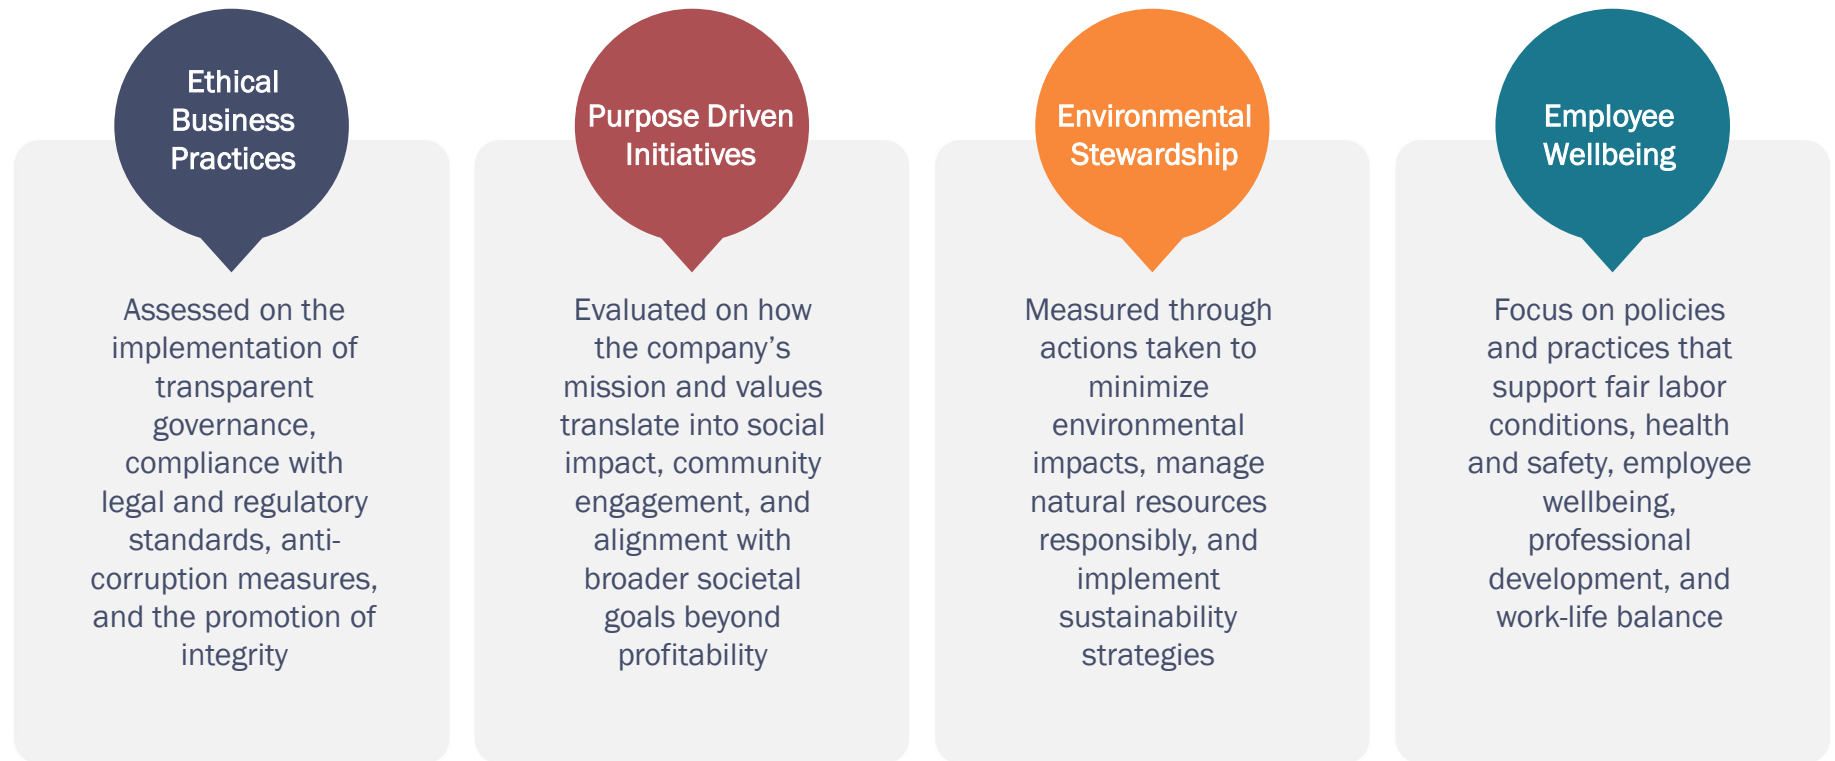 Ethical
Business
Practices
Assessed on the
implementation of
transparent
governance,
compliance with
legal and regulatory
standards, anti-
corruption measures,
and the promotion of
integrity
Purpose Driven
Initiatives
Evaluated on how
the company’s
mission and values
translate into social
impact, community
engagement, and
alignment with
broader societal
goals beyond
profitability
Environmental
Stewardship
Measured through
actions taken to
minimize
environmental
impacts, manage
natural resources
responsibly, and
implement
sustainability
strategies
Employee
Wellbeing
Focus on policies
and practices that
support fair labor
conditions, health
and safety, employee
wellbeing,
professional
development, and
work-life balance